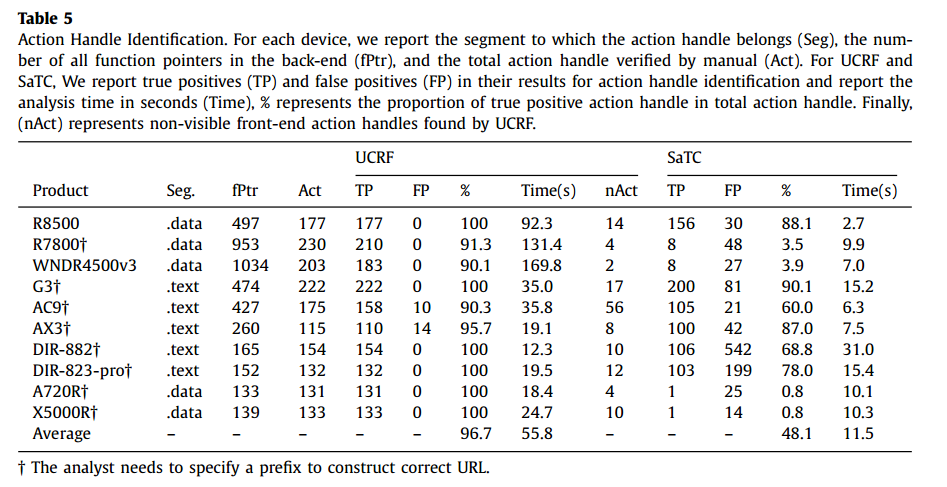 Table 5
Action Handle Identification. For each device, we report the segment to which the action handle belongs (Seg), the num-
ber of all function pointers in the back-end (fPtr), and the total action handle verified by manual (Act). For UCRF and
SaTC, We report true positives (TP) and false positives (FP) in their results for action handle identification and report the
analysis time in seconds (Time), % represents the proportion of true positive action handle in total action handle. Finally,
(nAct) represents non-visible front-end action handles found by UCRF.
UCRF SaTC
Product Seg. fPtr Act TP FP % Time(s) nAct TP FP % Time(s)
R8500 .data 497 177 177 0 100 92.3 14 156 30 88.1 2.7
R7800† .data 953 230 210 0 91.3 131.4 4 8 48 3.5 9.9
WNDR4500v3 .data 1034 203 183 0 90.1 169.8 2 8 27 3.9 7.0
G3† .text 474 222 222 0 100 35.0 17 200 81 90.1 15.2
AC9† .text 427 175 158 10 90.3 35.8 56 105 21 60.0 6.3
AX3† .text 260 115 110 14 95.7 19.1 8 100 42 87.0 7.5
DIR-882† .text 165 154 154 0 100 12.3 10 106 542 68.8 31.0
DIR-823-pro† .text 152 132 132 0 100 19.5 12 103 199 78.0 15.4
A720R† .data 133 131 131 0 100 18.4 4 1 25 0.8 10.1
X5000R† .data 139 133 133 0 100 24.7 10 1 14 0.8 10.3
Average – – – – – 96.7 55.8 – – – 48.1 11.5
† The analyst needs to specify a prefix to construct correct URL.